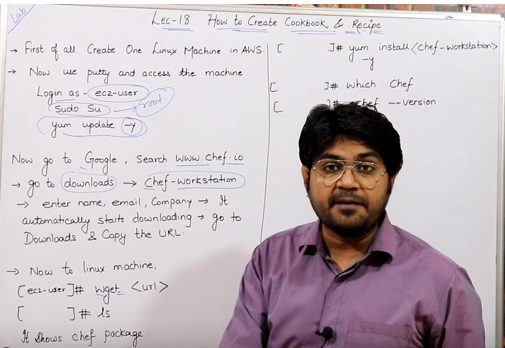 Lab
Lec-18 How to Create Cookbook & Recipe
→ First of all Create One Linux Machine in AWS
→ Now use putty and access the machine
Login as - ec2-user
Sudo Su → root
yum update -y
Now go to Google, Search www.chef.io
→ go to downloads → Chef-workstation
→ enter name, email, Company → It
automatically starts downloading → go to
Downloads & Copy the URL.
→ Now to linux machine.
[ec2-user]# wget <url>
[ ]# ls
It shows chef package.
[ ]# yum install <chef-workstation>
-y
[ ]# which Chef
[ ]# chef --version